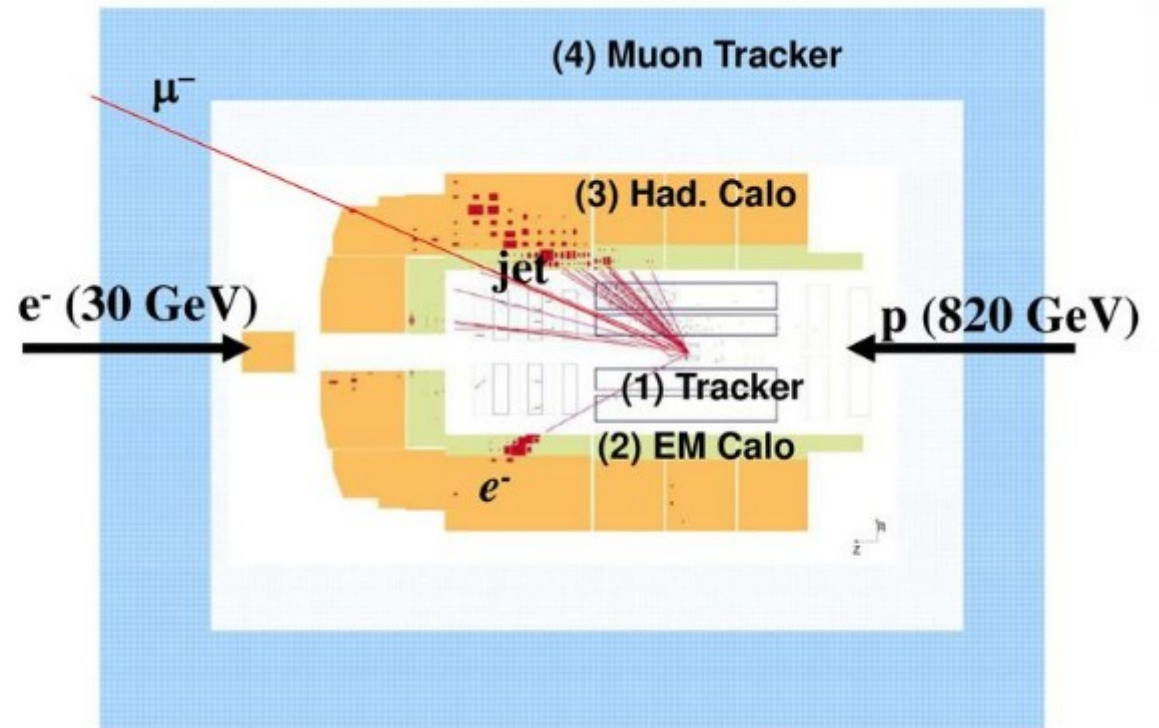 (4) Muon Tracker
μ⁻
(3) Had. Calo
jet
e⁻ (30 GeV)
p (820 GeV)
(1) Tracker
(2) EM Calo
e⁻
R
z